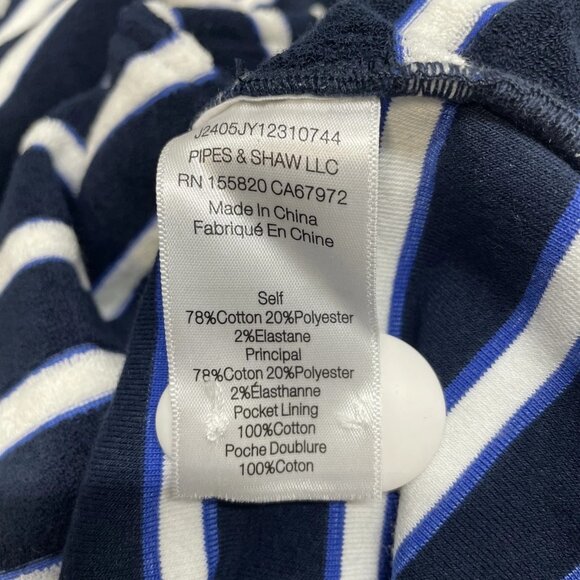 J2405JY12310744
PIPES & SHAW LLC
RN 155820 CA67972
Made In China
Fabriqué En Chine
Self
78%Cotton 20%Polyester
2%Elastane
Principal
78%Coton 20%Polyester
2%Élasthanne
Pocket Lining
100%Cotton
Poche Doublure
100%Coton